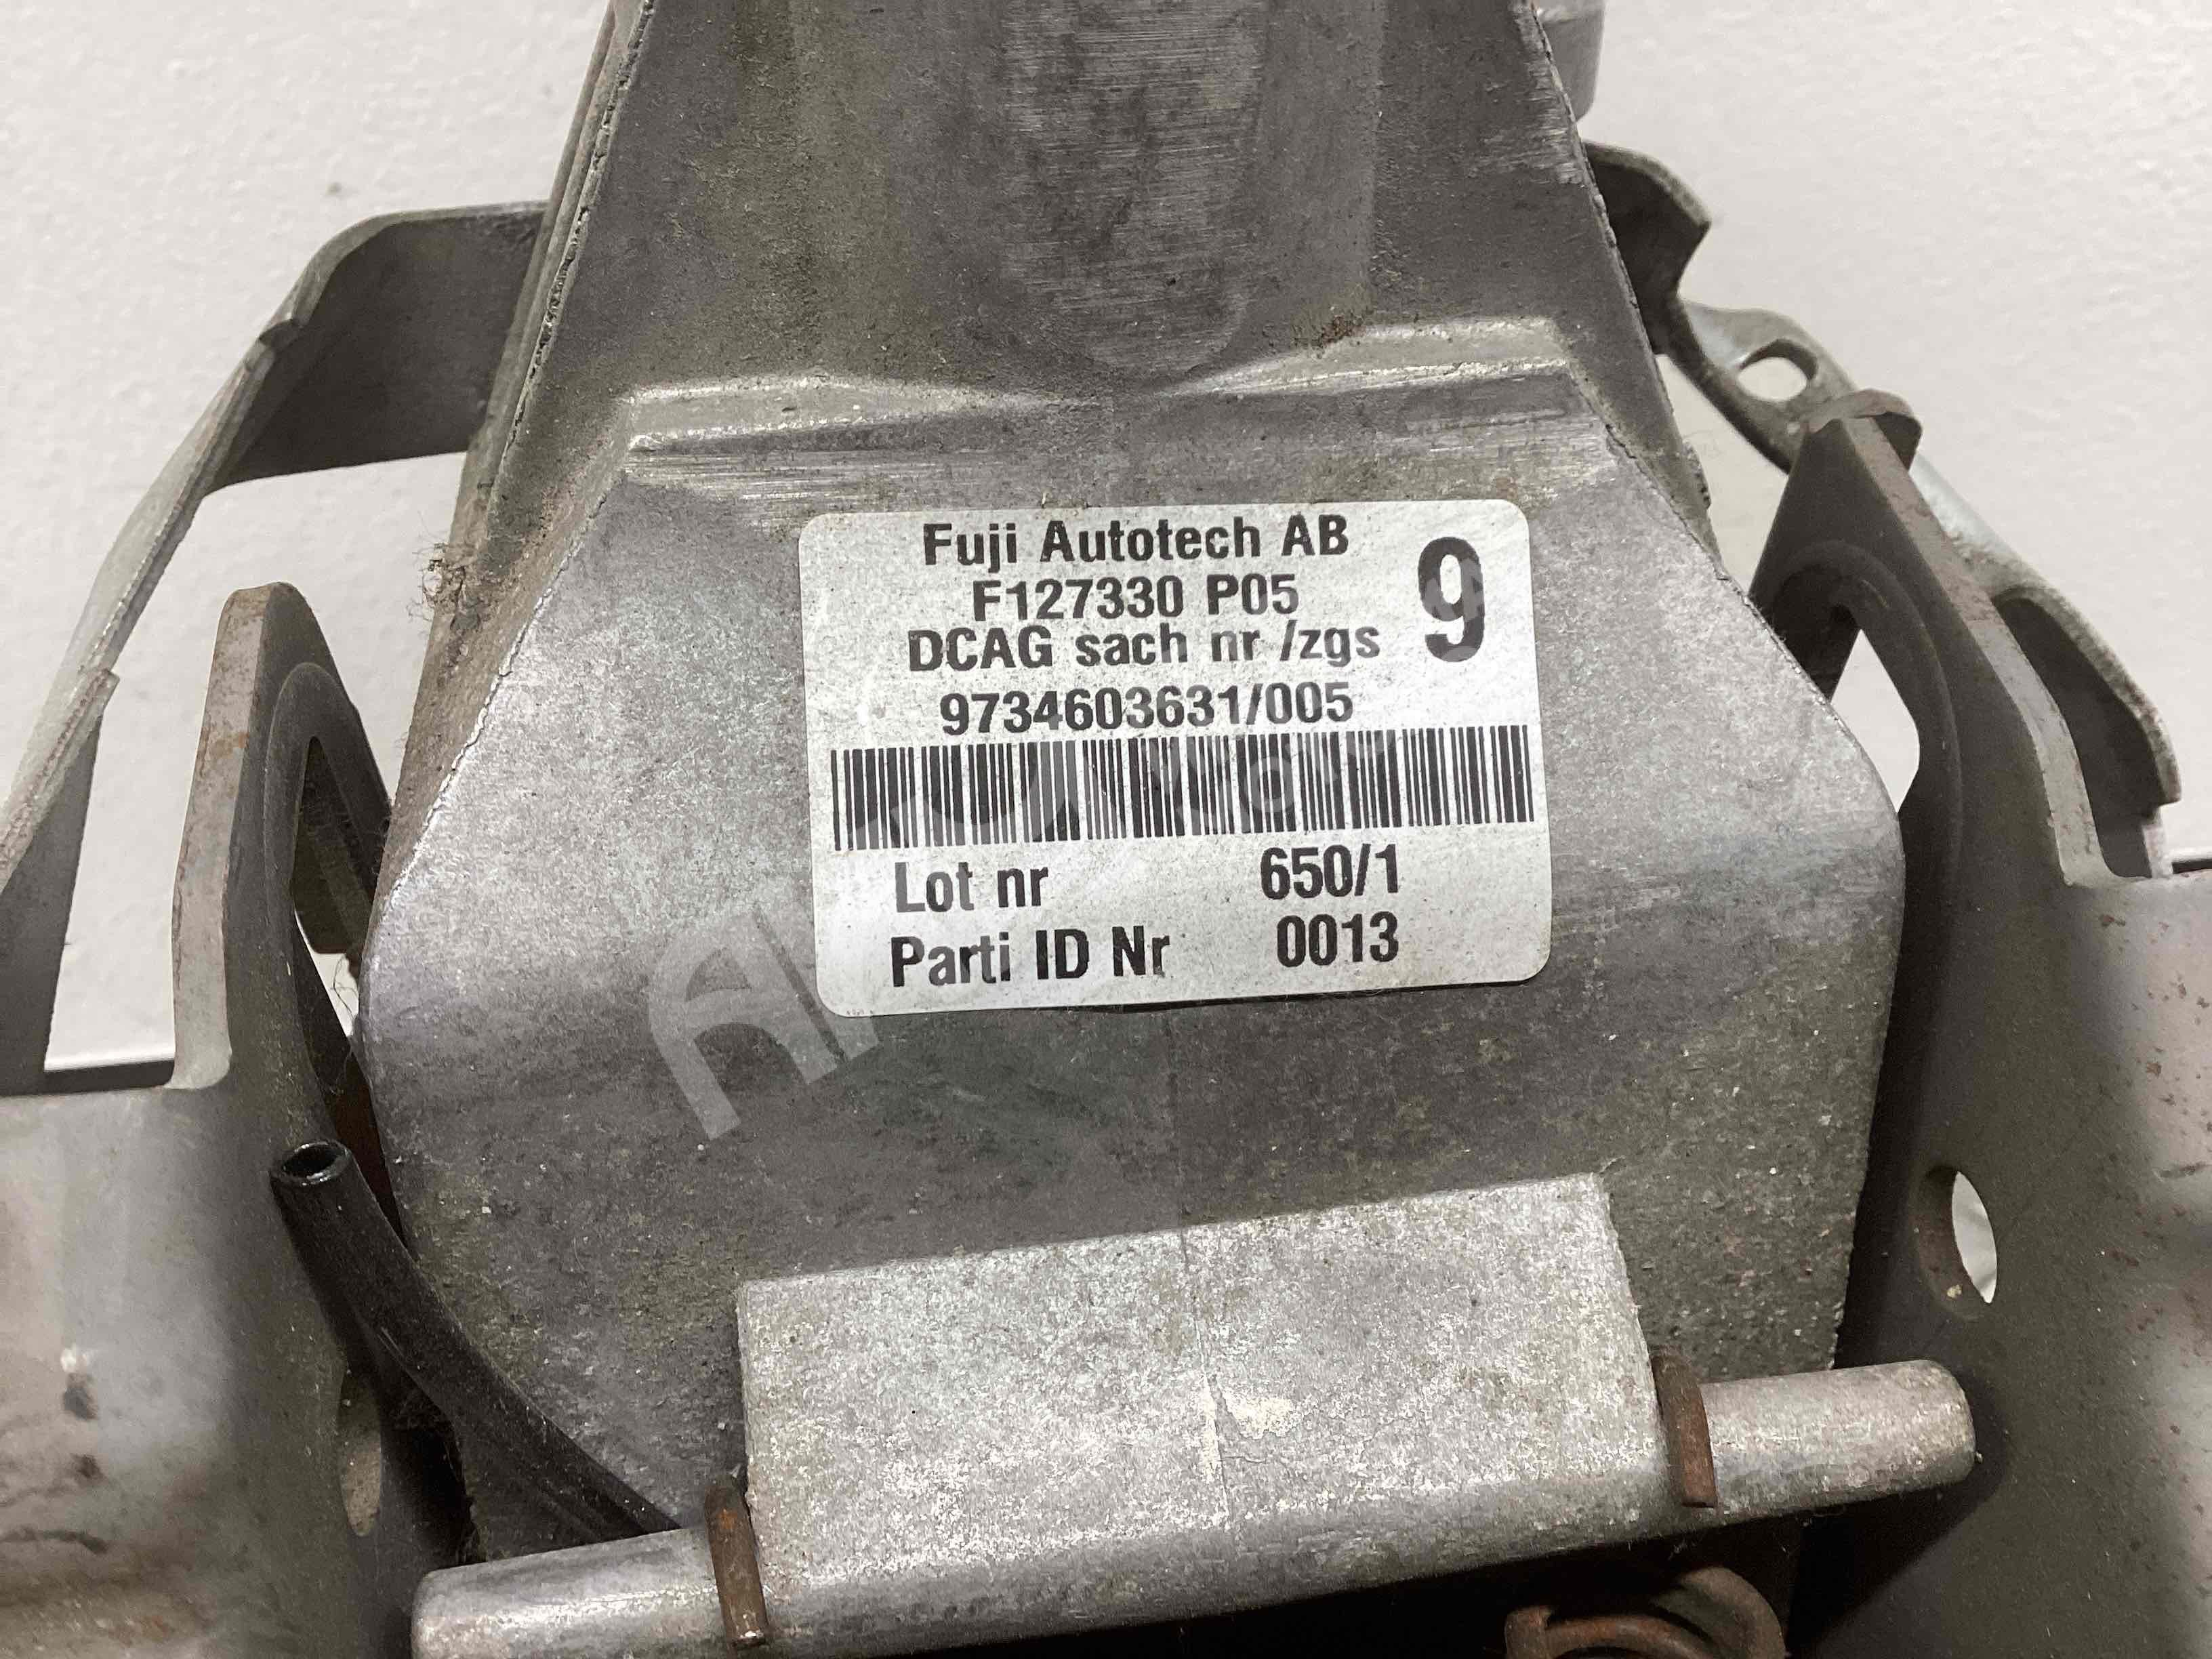 Fuji Autotech AB
F127330 P05
9
DCAG sach nr /zgs
9734603631/005
Lot nr 650/1
Parti ID Nr 0013